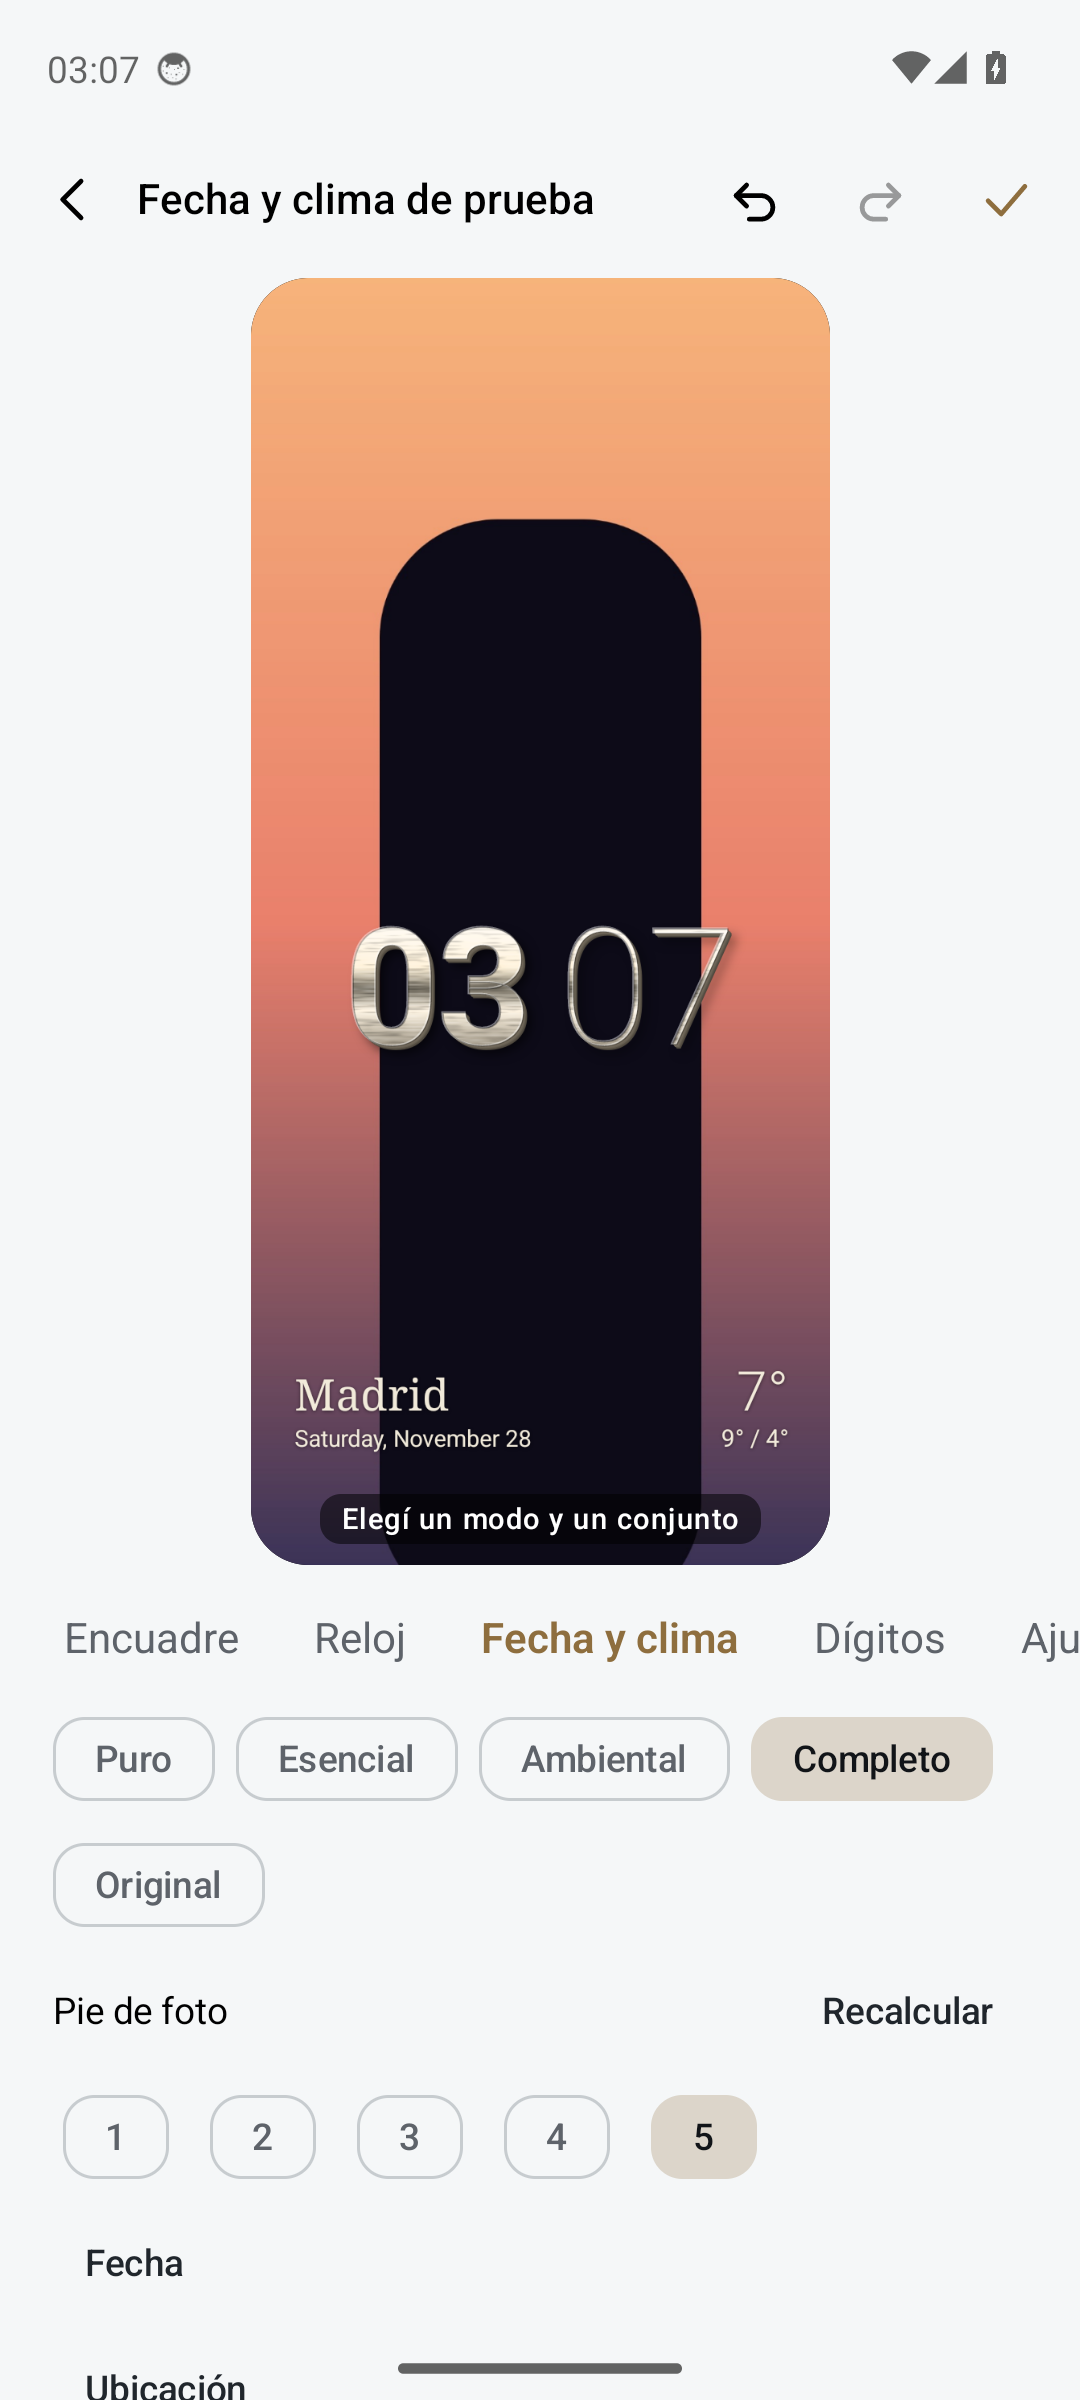 03:07
Fecha y clima de prueba
03 07
Madrid
7°
Saturday, November 28
9° / 4°
Elegí un modo y un conjunto
Encuadre Reloj Fecha y clima Dígitos Aju
Puro Esencial Ambiental Completo
Original
Pie de foto Recalcular
1 2 3 4 5
Fecha
Ubicación